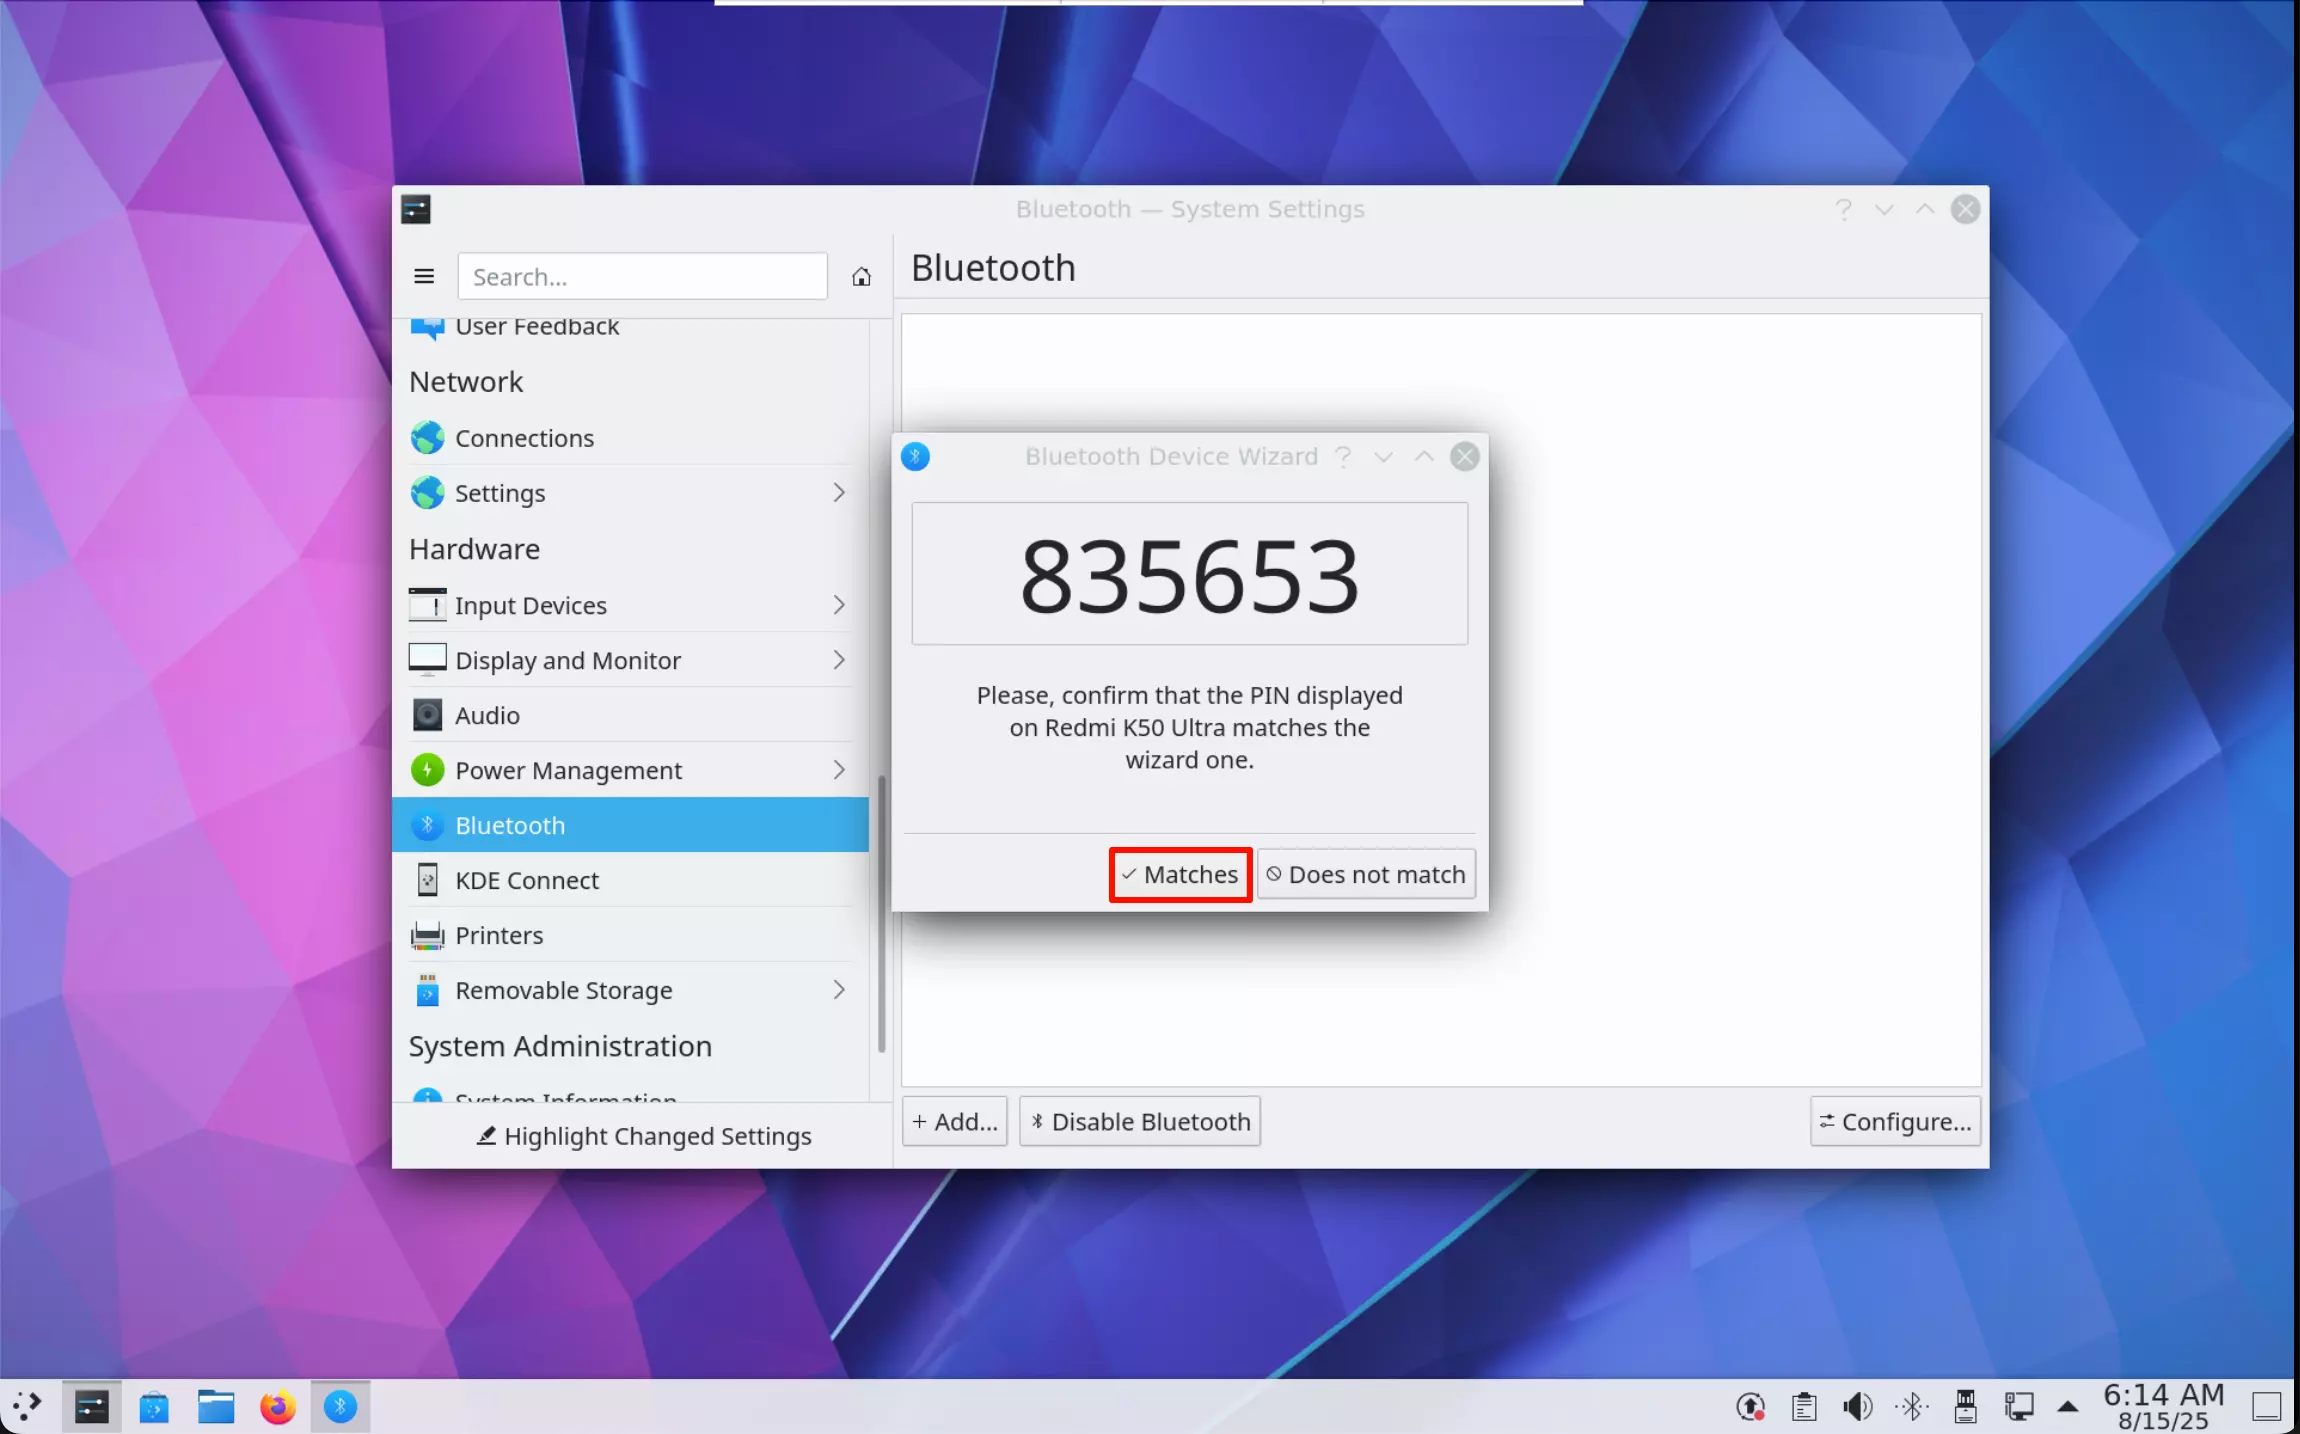 Bluetooth — System Settings
Search...
Bluetooth
User Feedback
Network
Connections
Settings
Hardware
Input Devices
Display and Monitor
Audio
Power Management
Bluetooth
KDE Connect
Printers
Removable Storage
System Administration
System Information
Highlight Changed Settings
Bluetooth Device Wizard
835653
Please, confirm that the PIN displayed
on Redmi K50 Ultra matches the
wizard one.
Matches
Does not match
Add...
Disable Bluetooth
Configure...
6:14 AM
8/15/25